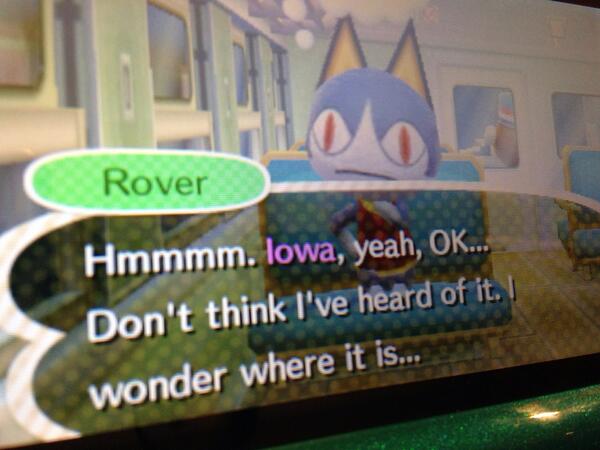 Rover
Hmmmm. Iowa, yeah, OK...
Don't think I've heard of it. I
wonder where it is...